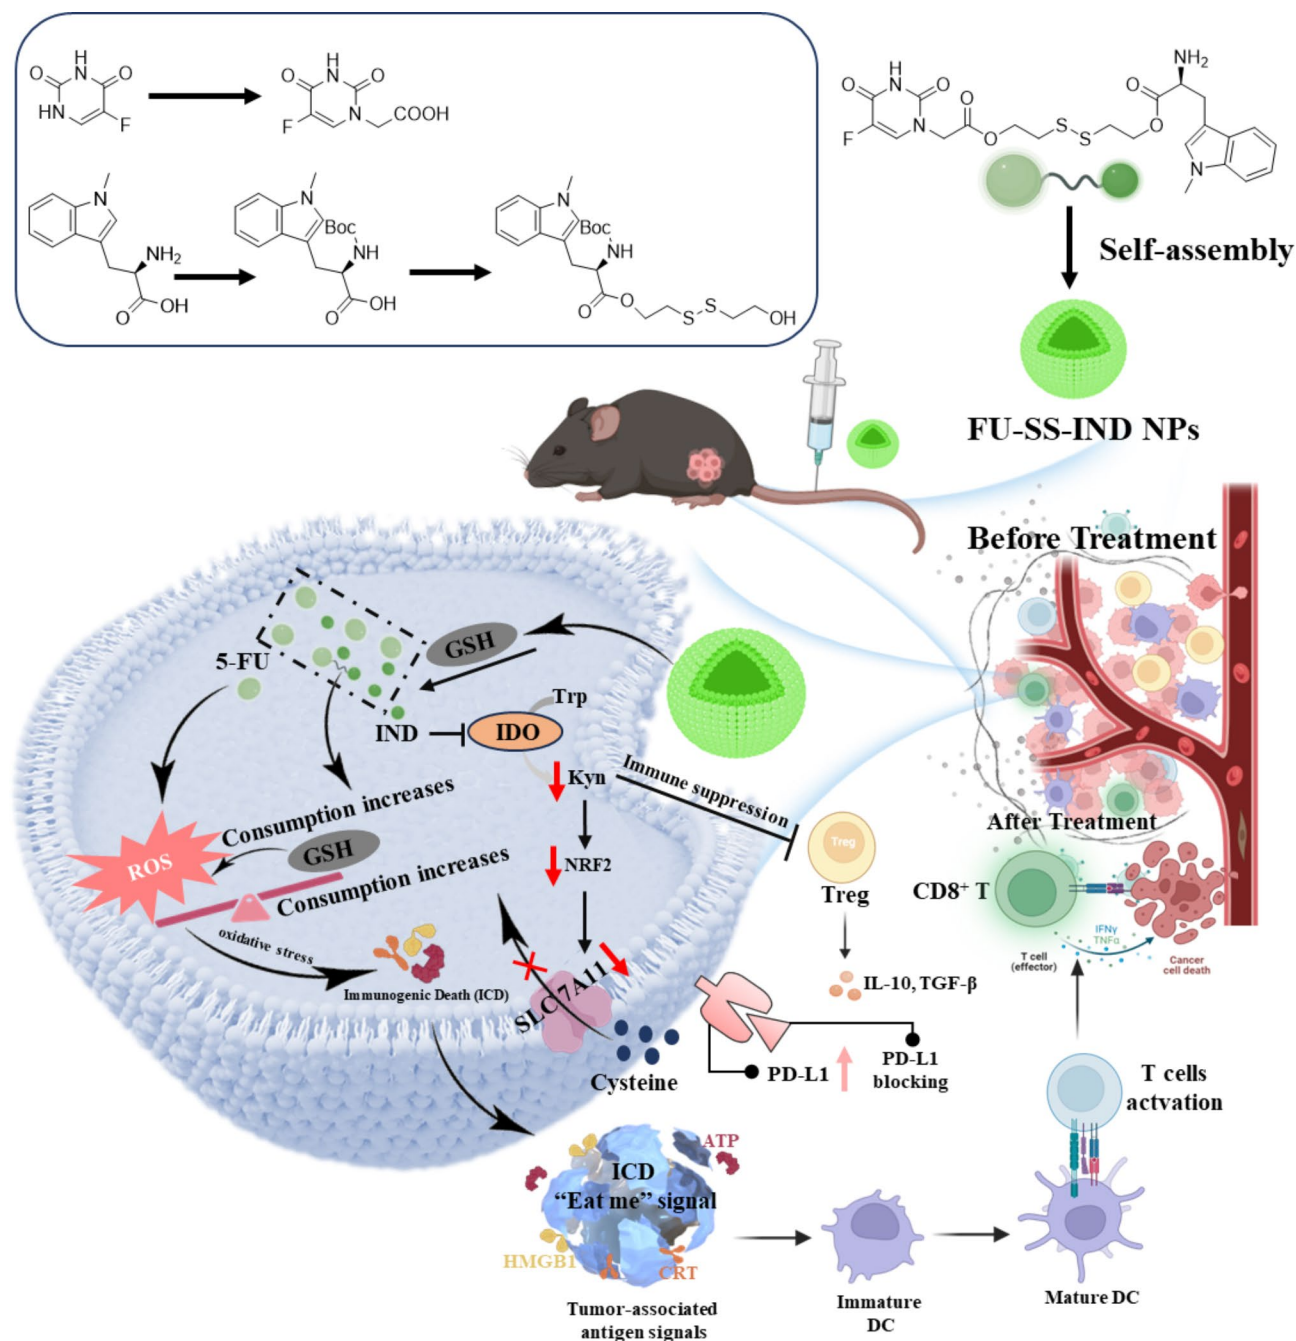 H
N
O
O
HN
F
H
N
O
O
F
N
COOH
N
NH2
OH
O
N
Boc
NH
OH
O
N
Boc
NH
O
O
S
S
OH
H
N
O
O
F
N
O
O
S
S
O
O
NH2
N
Self-assembly
FU-SS-IND NPs
Before Treatment
GSH
5-FU
IND
IDO
Trp
Kyn
Immune suppression
Consumption increases
ROS
GSH
Consumption increases
NRF2
oxidative stress
Immunogenic Death (ICD)
SLC7A11
Cysteine
Treg
Treg
IL-10, TGF-β
PD-L1
PD-L1
blocking
After Treatment
CD8+ T
IFNγ
TNFα
T cell
(effector)
Cancer
cell death
T cells
actvation
ATP
ICD
“Eat me” signal
HMGB1
CRT
Tumor-associated
antigen signals
Immature
DC
Mature DC